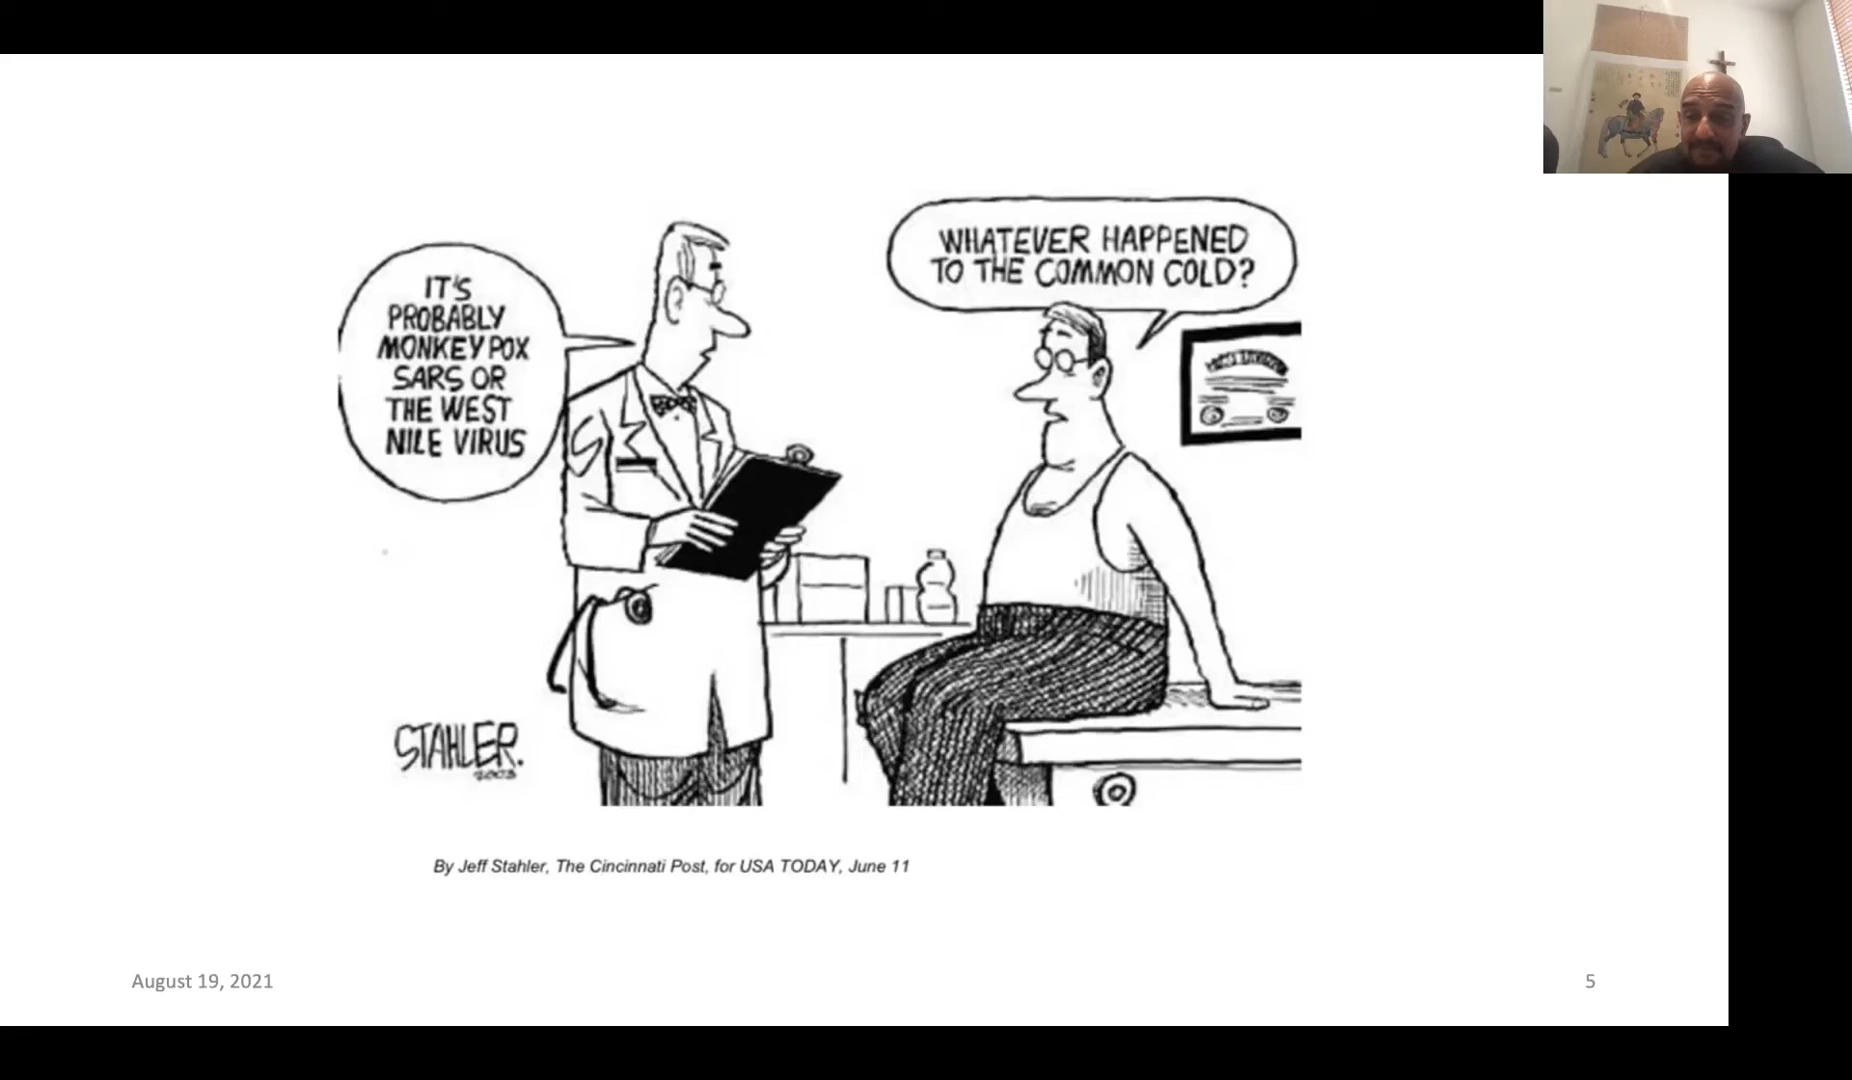 IT'S
PROBABLY
MONKEY POX
SARS OR
THE WEST
NILE VIRUS
WHATEVER HAPPENED
TO THE COMMON COLD?
STAHLER.
2003
By Jeff Stahler, The Cincinnati Post, for USA TODAY, June 11
August 19, 2021
5